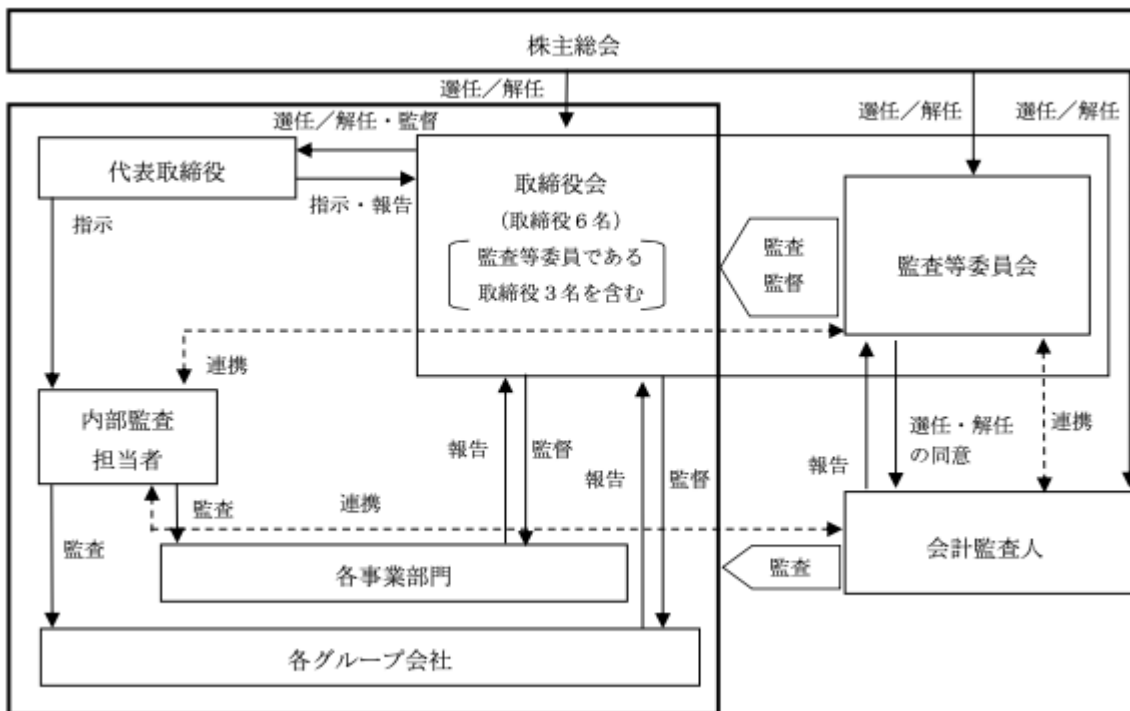 株主総会
選任／解任
選任／解任
選任／解任
選任／解任・監督
代表取締役
指示・報告
指示
取締役会
（取締役６名）
監査等委員である
取締役３名を含む
監査
監督
監査等委員会
連携
内部監査
担当者
報告
監督
報告
監督
報告
選任・解任
の同意
連携
監査
連携
監査
各事業部門
監査
会計監査人
各グループ会社